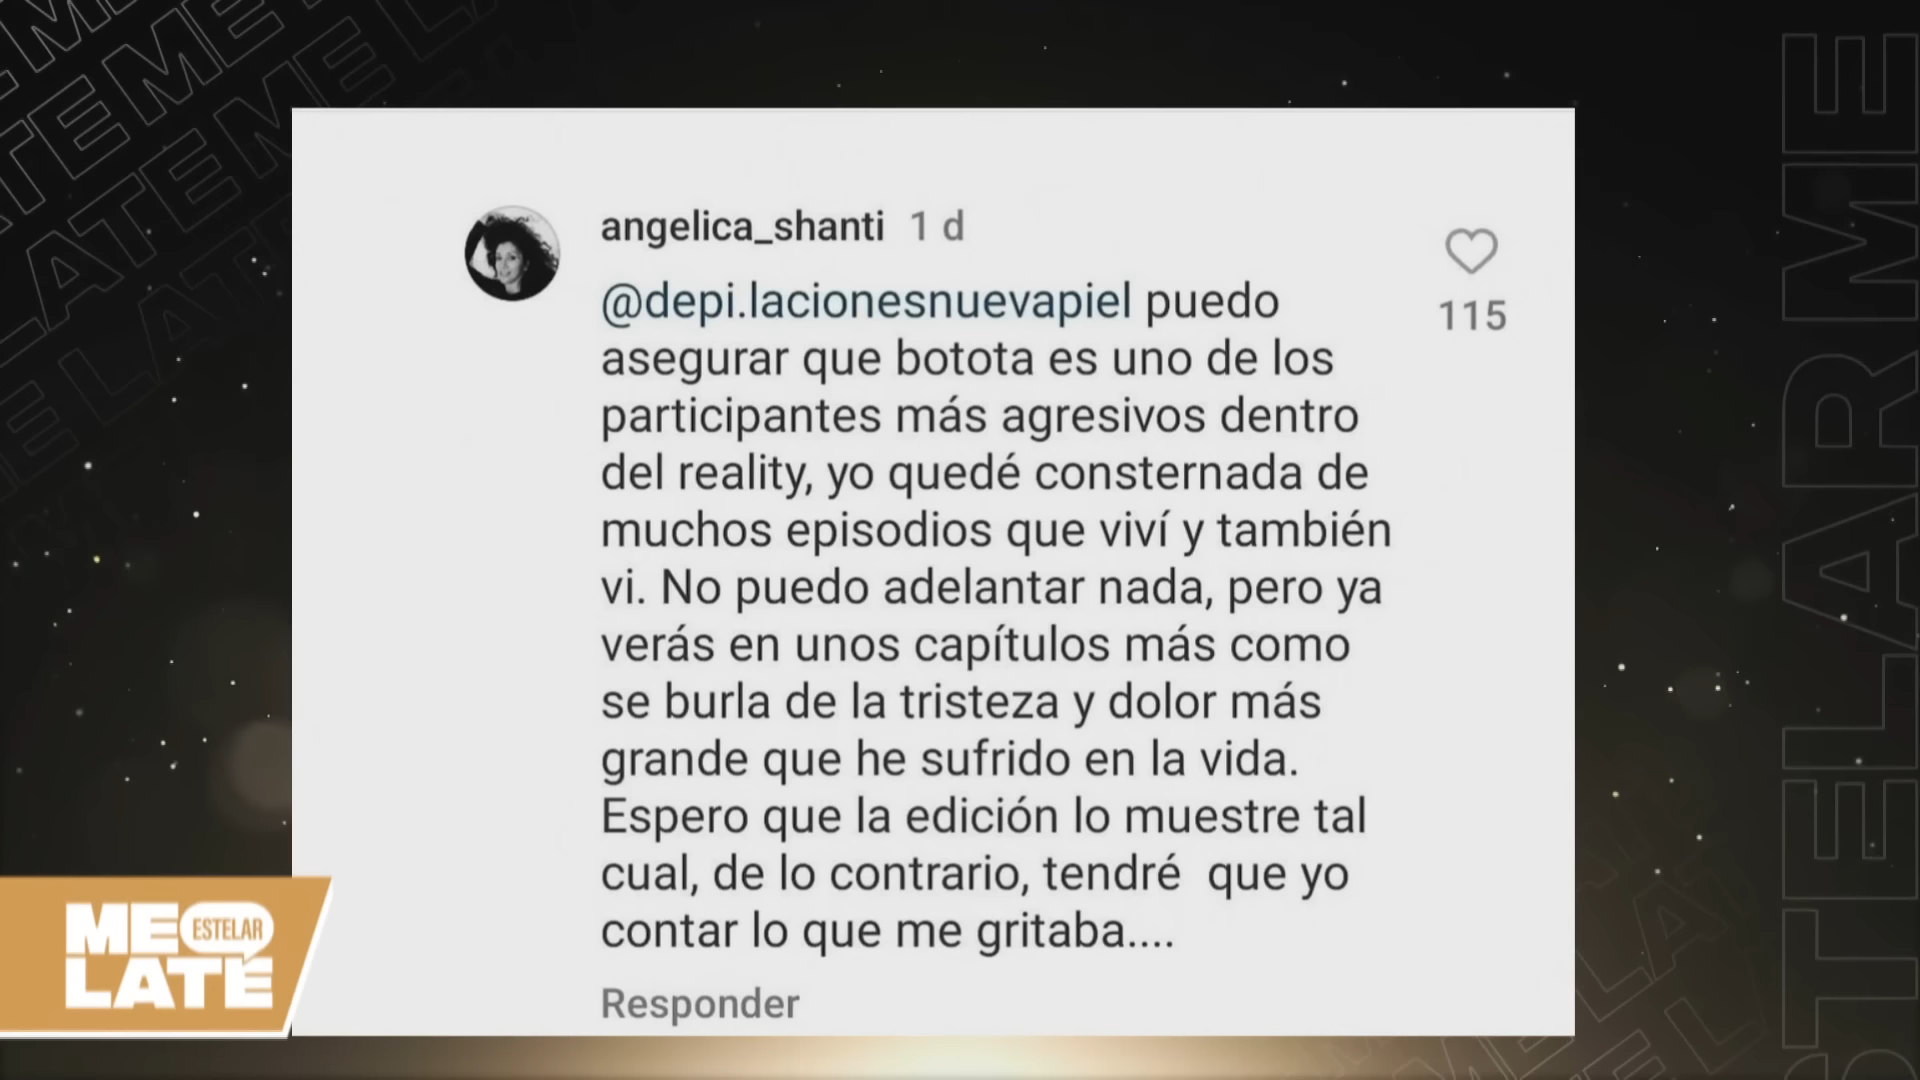 angelica_shanti 1 d
@depi.lacionesnuevapiel puedo
115
asegurar que botota es uno de los
participantes más agresivos dentro
del reality, yo quedé consternada de
muchos episodios que viví y también
vi. No puedo adelantar nada, pero ya
verás en unos capítulos más como
se burla de la tristeza y dolor más
grande que he sufrido en la vida.
Espero que la edición lo muestre tal
cual, de lo contrario, tendré  que yo
contar lo que me gritaba....
Responder
ME ESTELAR
LATE
STELAR ME